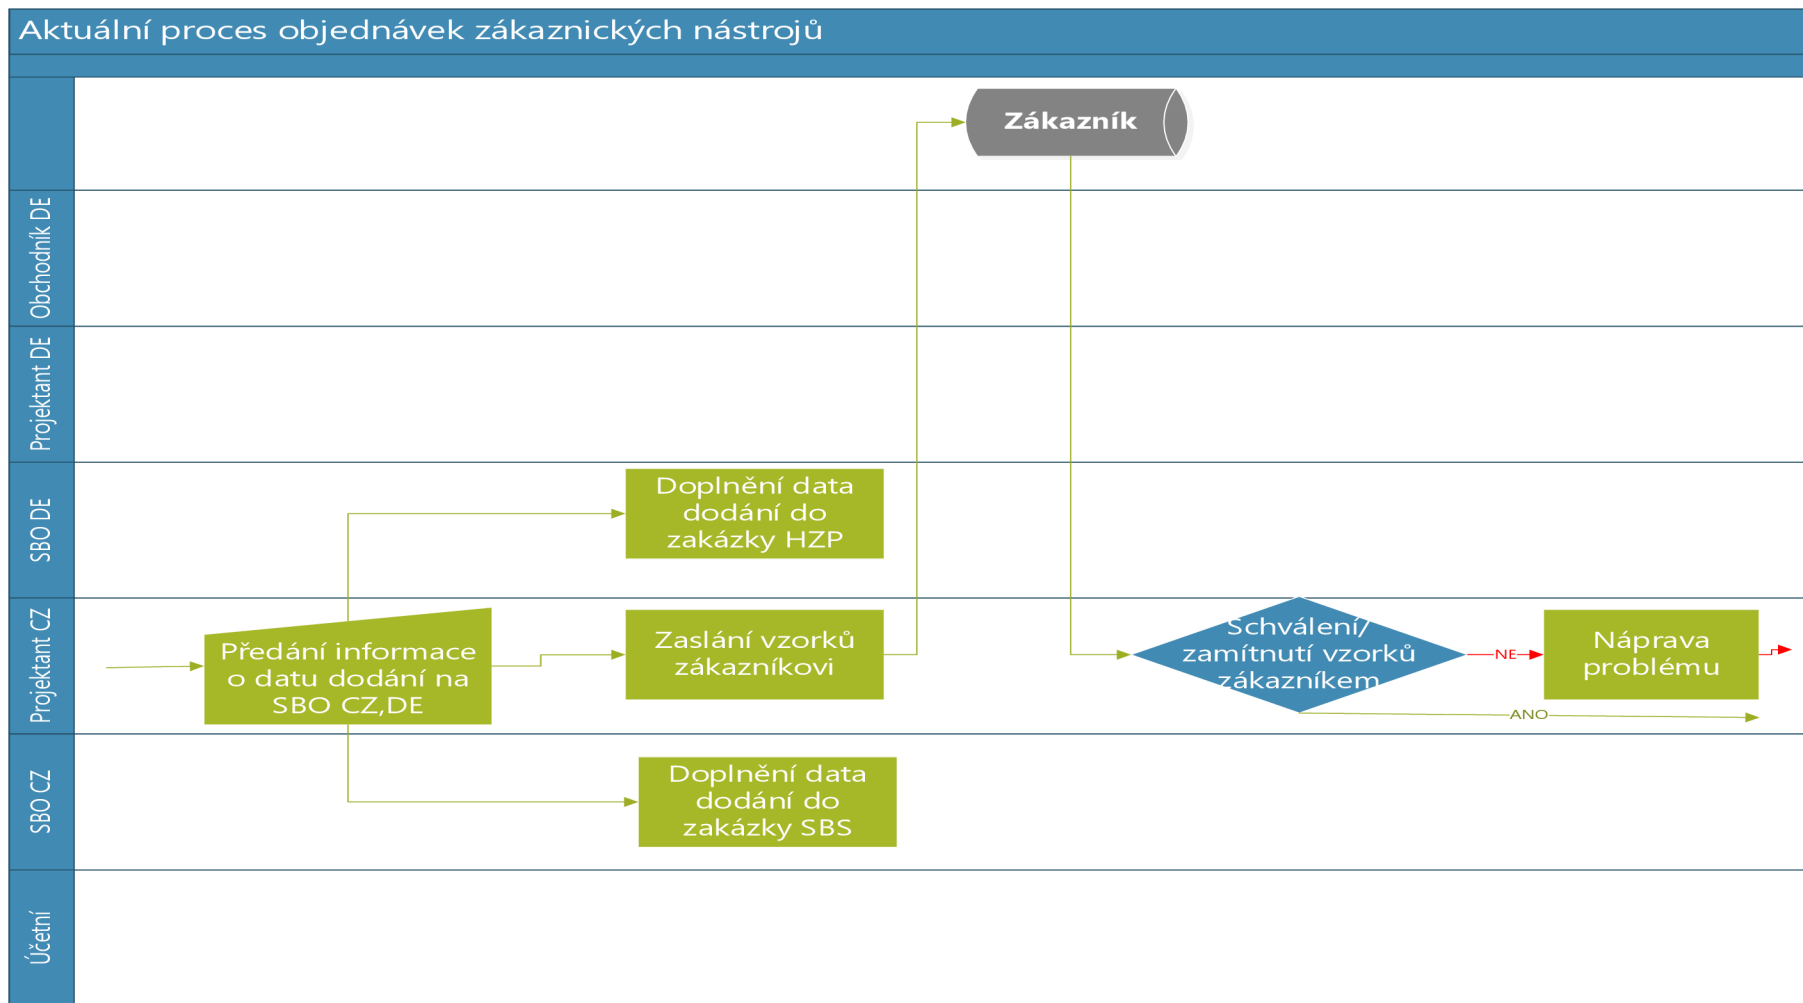 Aktuální proces objednávek zákaznických nástrojů
Zákazník
Obchodník DE
Projektant DE
SBO DE
Doplnění data
dodání do
zakázky HZP
Projektant CZ
Předání informace
o datu dodání na
SBO CZ,DE
Zaslání vzorků
zákazníkovi
Schválení/
zamítnutí vzorků
zákazníkem
NE
Náprava
problému
ANO
SBO CZ
Doplnění data
dodání do
zakázky SBS
Účetní